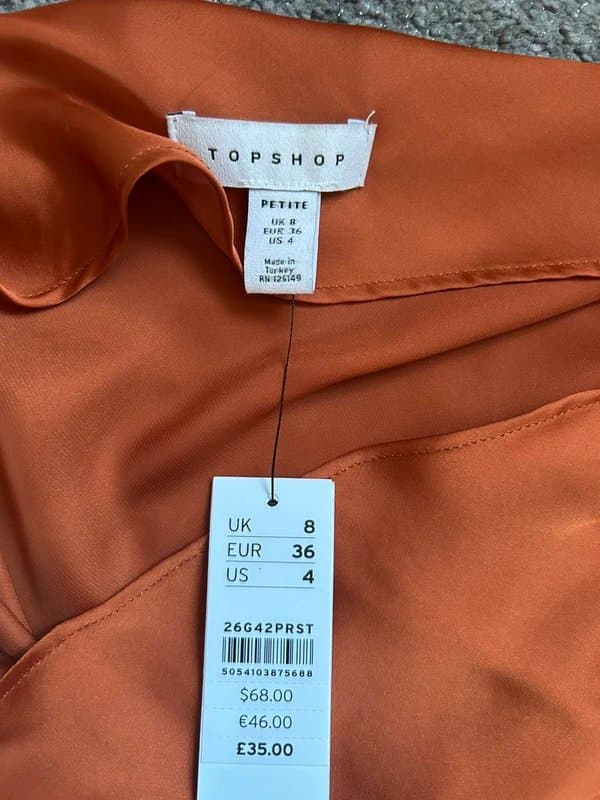 TOPSHOP
PETITE
UK 8
EUR 36
US 4
Made in
Turkey
RN 125149
UK 8
EUR 36
US 4
26G42PRST
5054103875688
$68.00
€46.00
£35.00